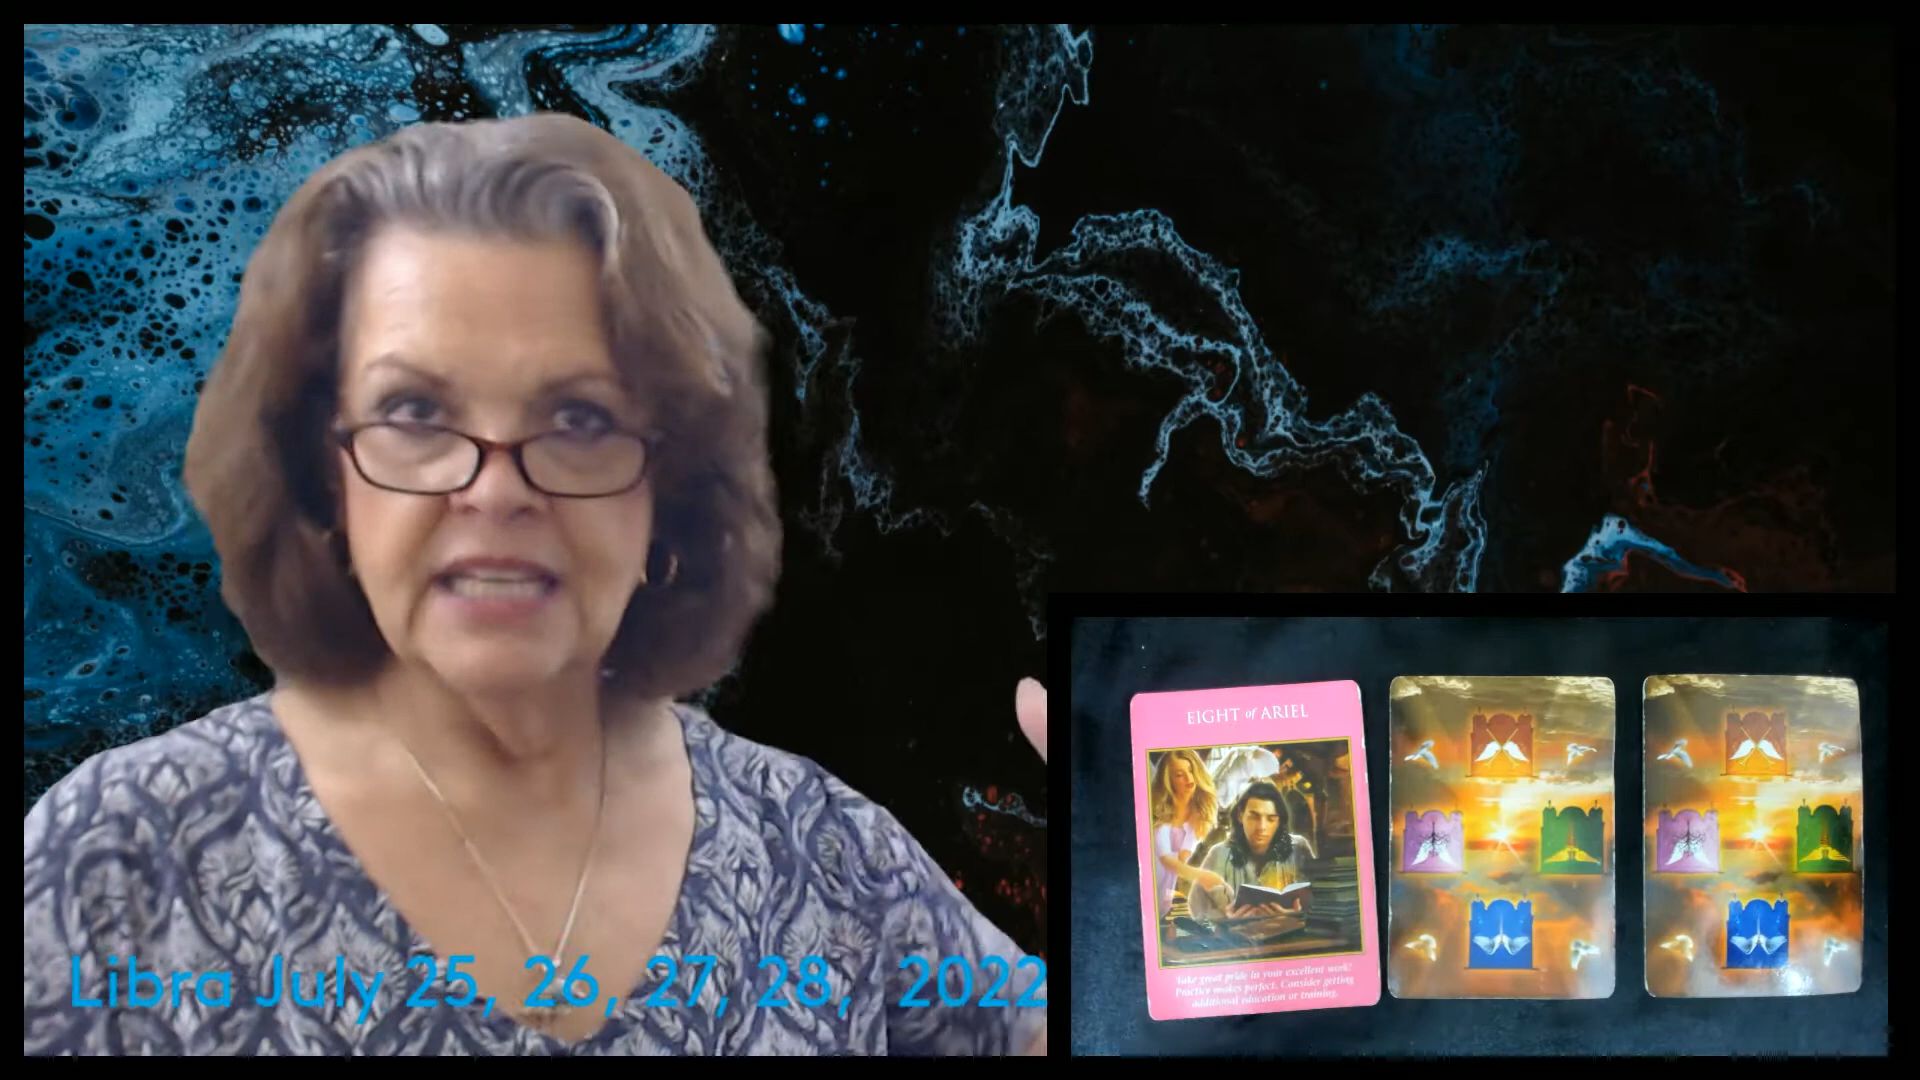 Libra July 25, 26, 27, 28, 2022
EIGHT of ARIEL
Take great pride in your excellent work!
Practice makes perfect. Consider getting
additional education or training.